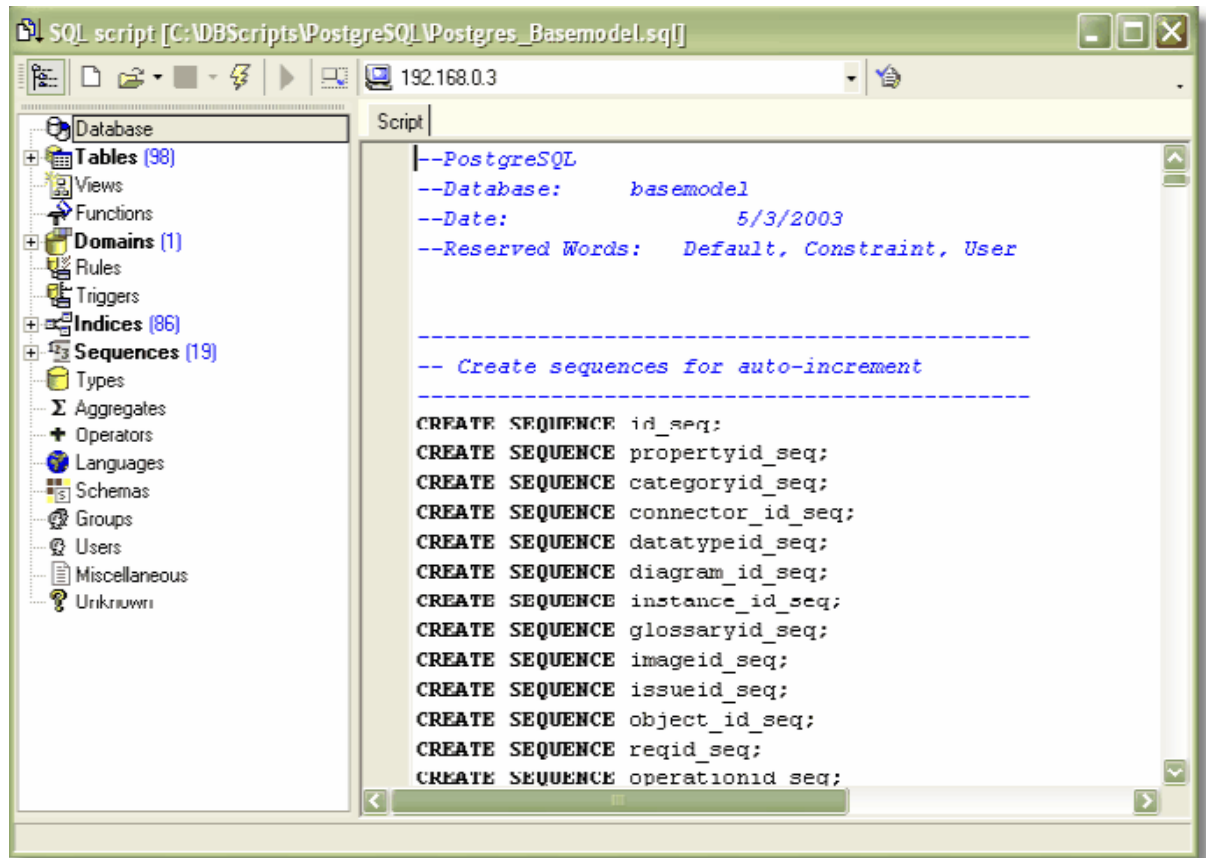 SQL script [C:\DBScripts\PostgreSQL\Postgres_Basemodel.sql]
192.168.0.3
Database
Tables (98)
Views
Functions
Domains (1)
Rules
Triggers
Indices (86)
Sequences (19)
Types
Aggregates
Operators
Languages
Schemas
Groups
Users
Miscellaneous
Unknown
Script
--PostgreSQL
--Database: basemodel
--Date: 5/3/2003
--Reserved Words: Default, Constraint, User
-----------------------------------------------
-- Create sequences for auto-increment
-----------------------------------------------
CREATE SEQUENCE id_seq;
CREATE SEQUENCE propertyid_seq;
CREATE SEQUENCE categoryid_seq;
CREATE SEQUENCE connector_id_seq;
CREATE SEQUENCE datatypeid_seq;
CREATE SEQUENCE diagram_id_seq;
CREATE SEQUENCE instance_id_seq;
CREATE SEQUENCE glossaryid_seq;
CREATE SEQUENCE imageid_seq;
CREATE SEQUENCE issueid_seq;
CREATE SEQUENCE object_id_seq;
CREATE SEQUENCE reqid_seq;
CREATE SEQUENCE operationid_seq;